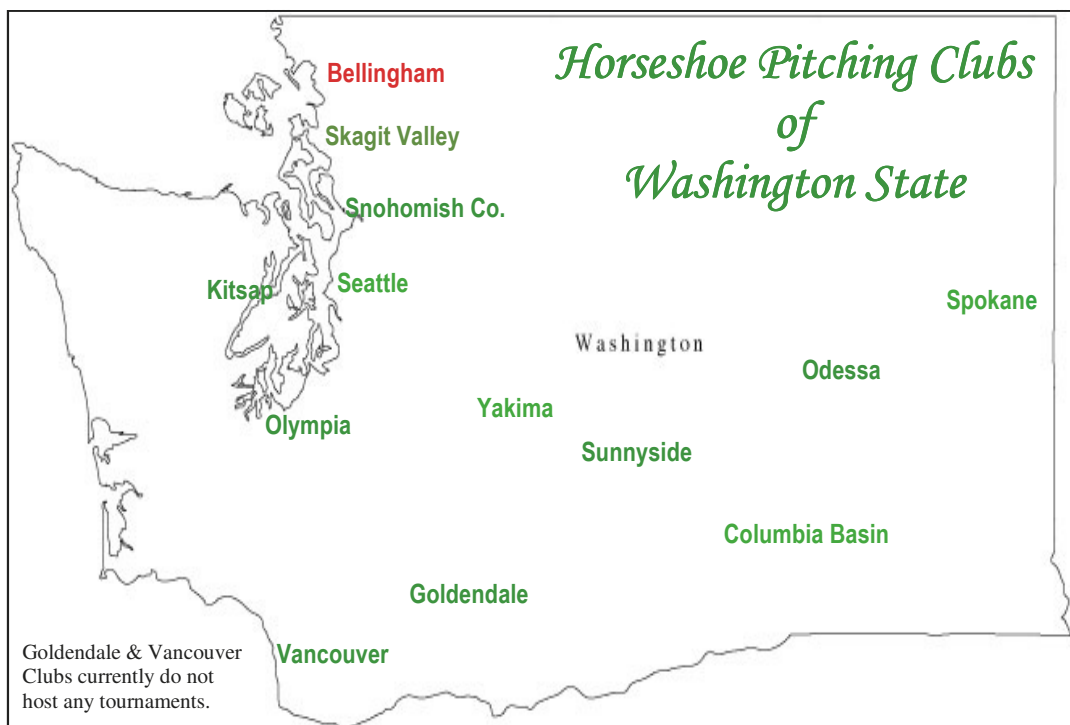 Horseshoe Pitching Clubs
of
Washington State
Bellingham
Skagit Valley
Snohomish Co.
Kitsap
Seattle
Spokane
Washington
Odessa
Yakima
Olympia
Sunnyside
Columbia Basin
Goldendale
Vancouver
Goldendale & Vancouver
Clubs currently do not
host any tournaments.